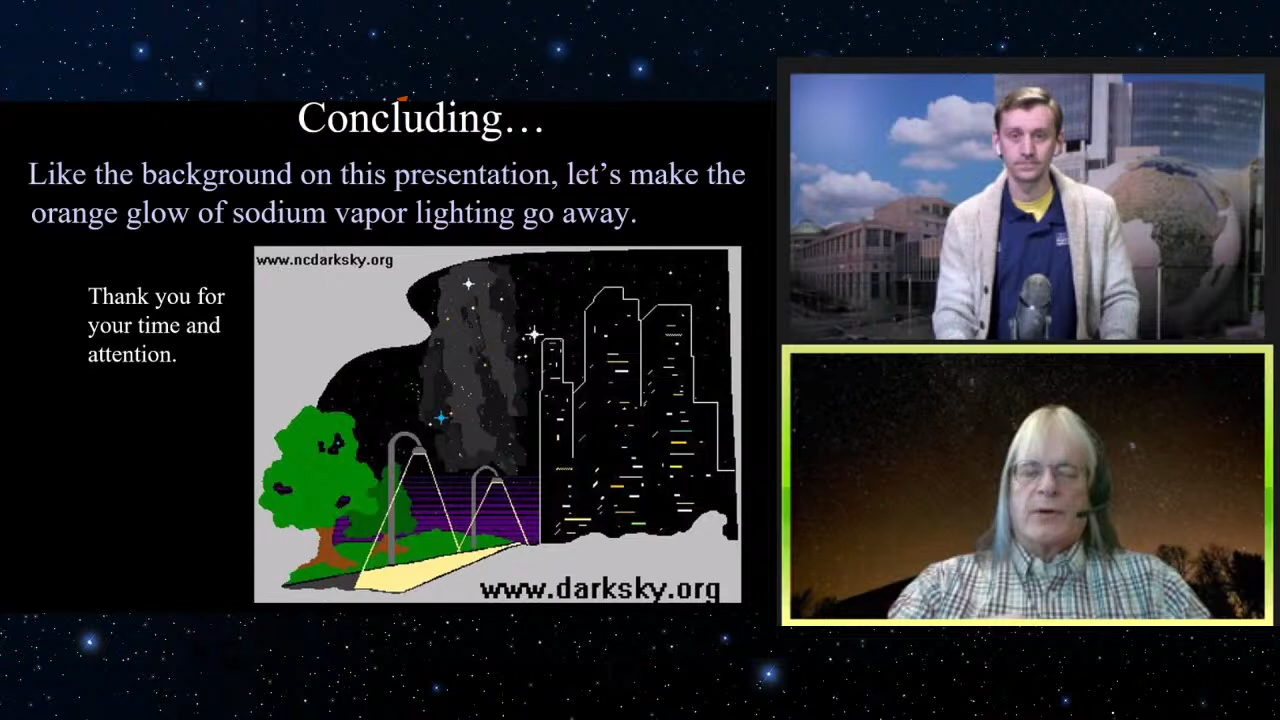 Concluding…
Like the background on this presentation, let’s make the
orange glow of sodium vapor lighting go away.
www.ncdarksky.org
Thank you for
your time and
attention.
www.darksky.org